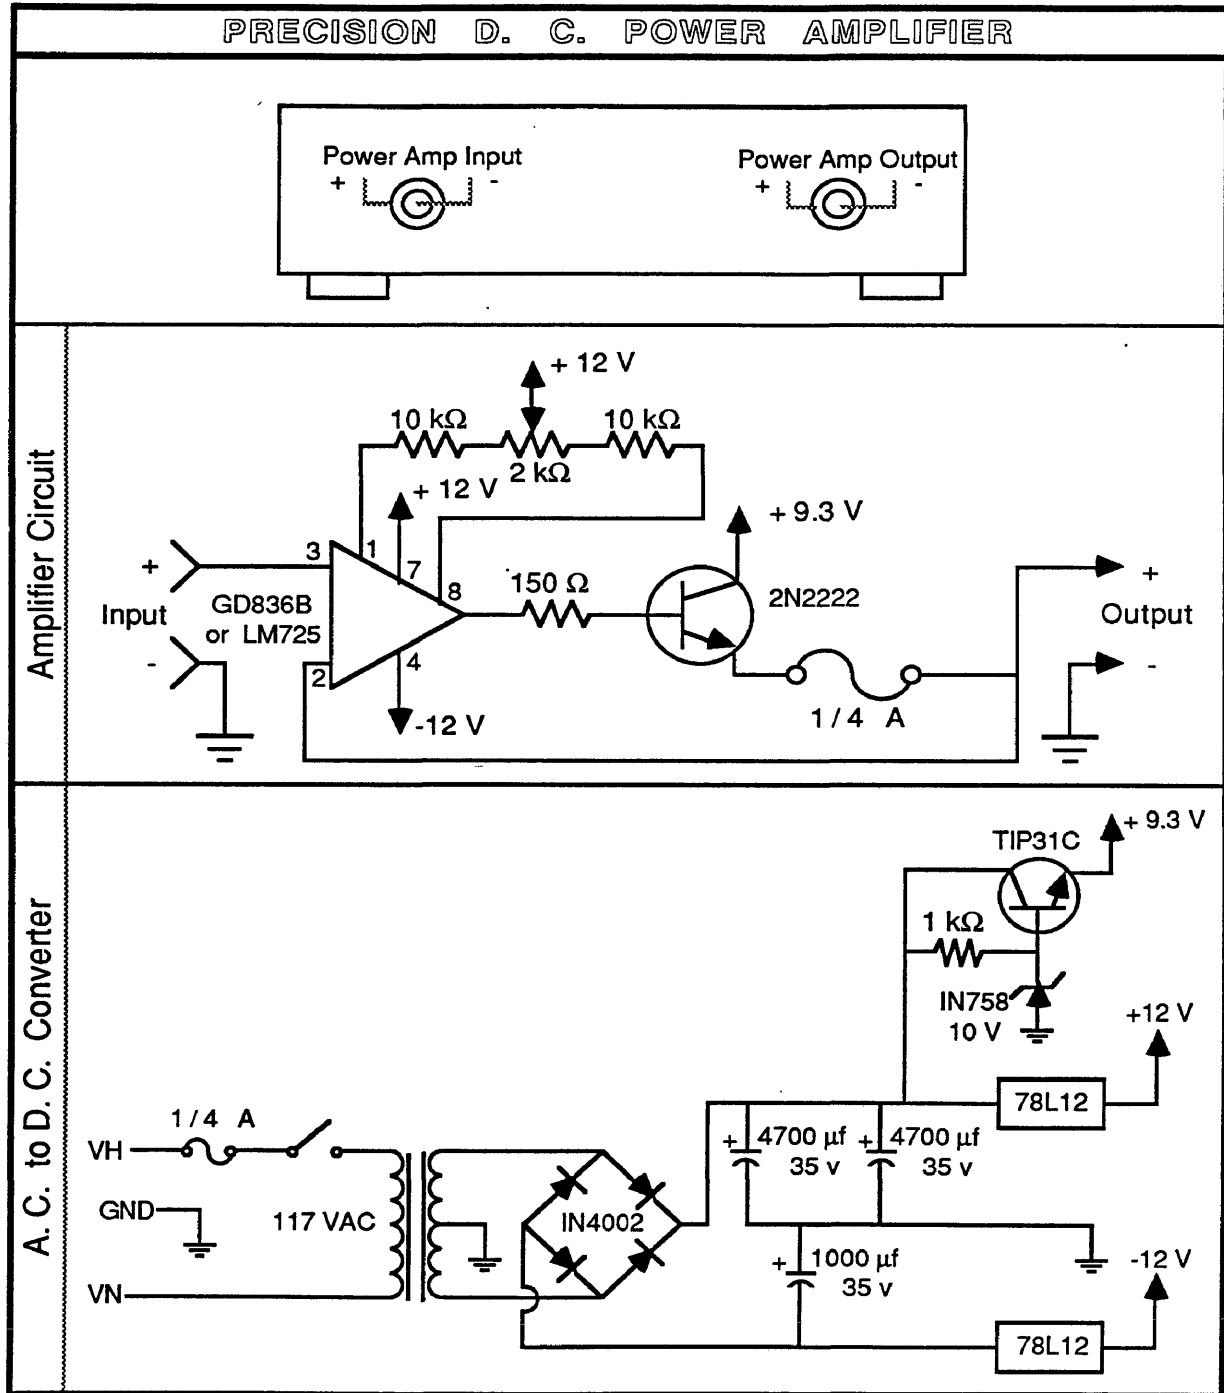 PRECISION D. C. POWER AMPLIFIER
Power Amp Input
+ -
Power Amp Output
+ -
Amplifier Circuit
+ 12 V
10 kΩ
10 kΩ
2 kΩ
+ 12 V
+ 9.3 V
3
1
7
8
+
Input
-
GD836B
or LM725
150 Ω
2N2222
+
Output
-
2
4
-12 V
1 / 4 A
A. C. to D. C. Converter
+ 9.3 V
TIP31C
1 kΩ
IN758
10 V
+12 V
78L12
1 / 4 A
VH
GND
117 VAC
VN
IN4002
+ 4700 µf
35 v
+ 4700 µf
35 v
+ 1000 µf
35 v
-12 V
78L12